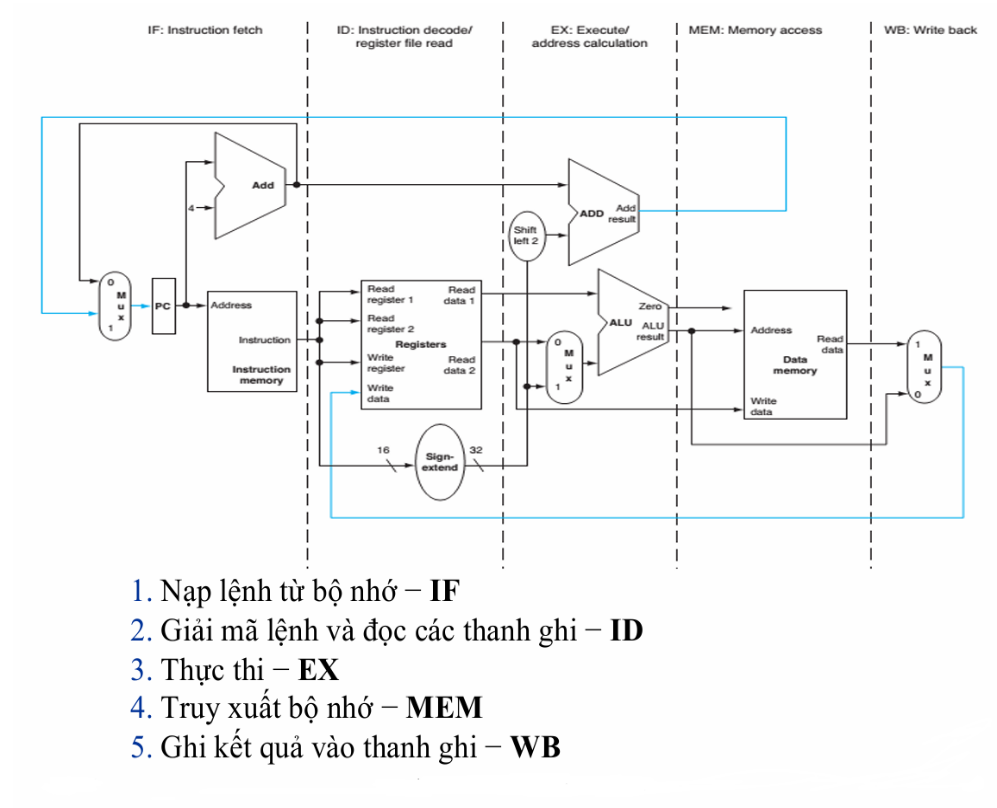 IF: Instruction fetch
ID: Instruction decode/
register file read
EX: Execute/
address calculation
MEM: Memory access
WB: Write back
Add
4
ADD
Add
result
Shift
left 2
0
M
u
x
1
PC
Address
Instruction
Instruction
memory
Read
register 1
Read
register 2
Registers
Write
register
Write
data
Read
data 1
Read
data 2
0
M
u
x
1
Zero
ALU
ALU
result
Address
Read
data
Data
memory
Write
data
1
M
u
x
0
16
Sign-
extend
32
1. Nạp lệnh từ bộ nhớ – IF
2. Giải mã lệnh và đọc các thanh ghi – ID
3. Thực thi – EX
4. Truy xuất bộ nhớ – MEM
5. Ghi kết quả vào thanh ghi – WB